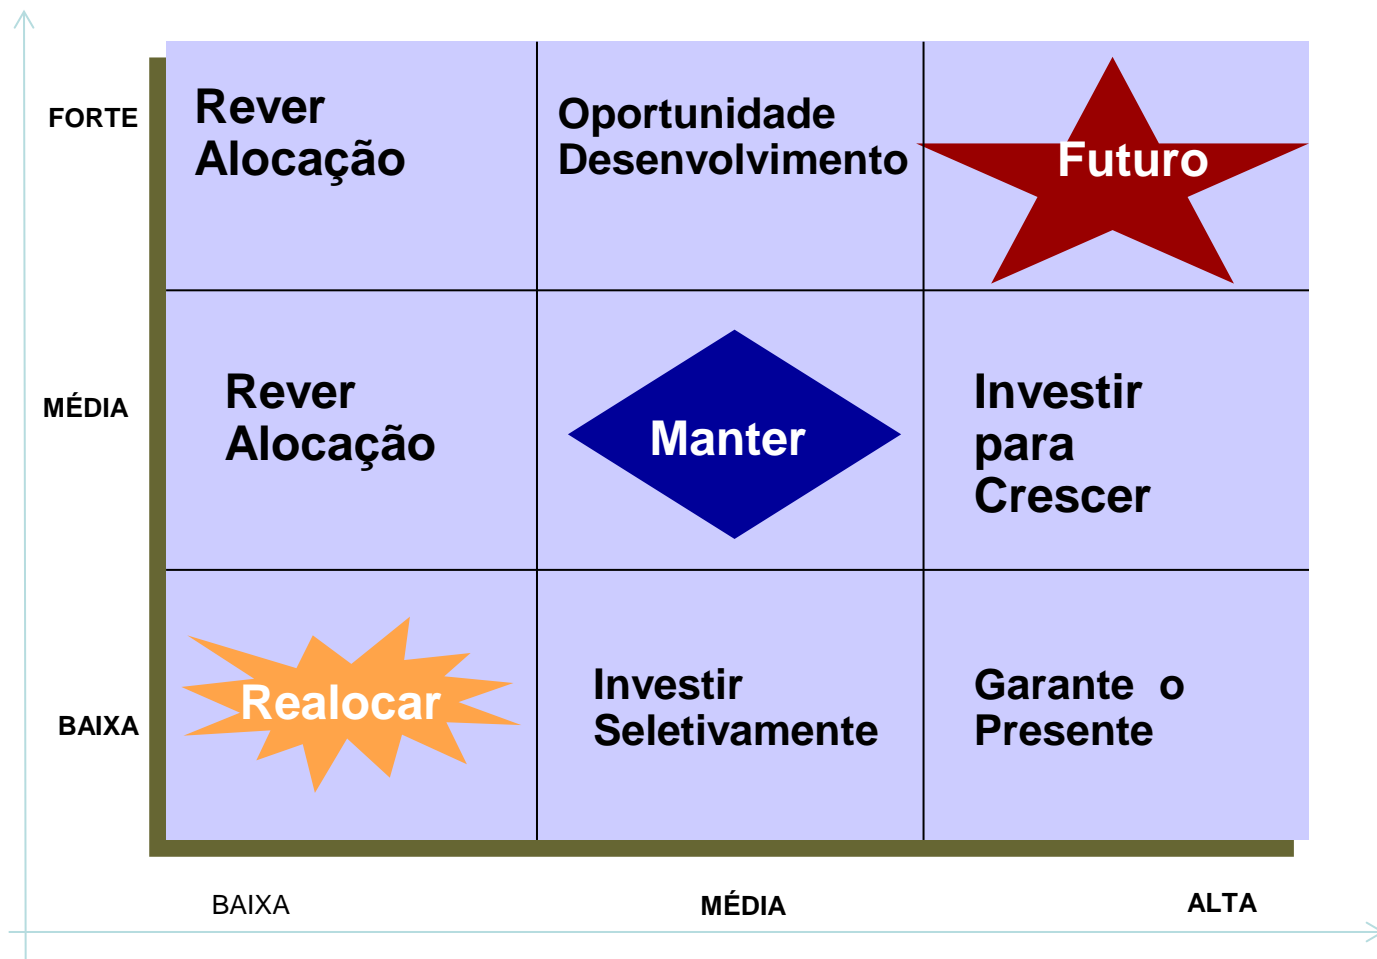 FORTE
Rever
Alocação
Oportunidade
Desenvolvimento
Futuro
MÉDIA
Rever
Alocação
Manter
Investir
para
Crescer
BAIXA
Realocar
Investir
Seletivamente
Garante o
Presente
BAIXA
MÉDIA
ALTA